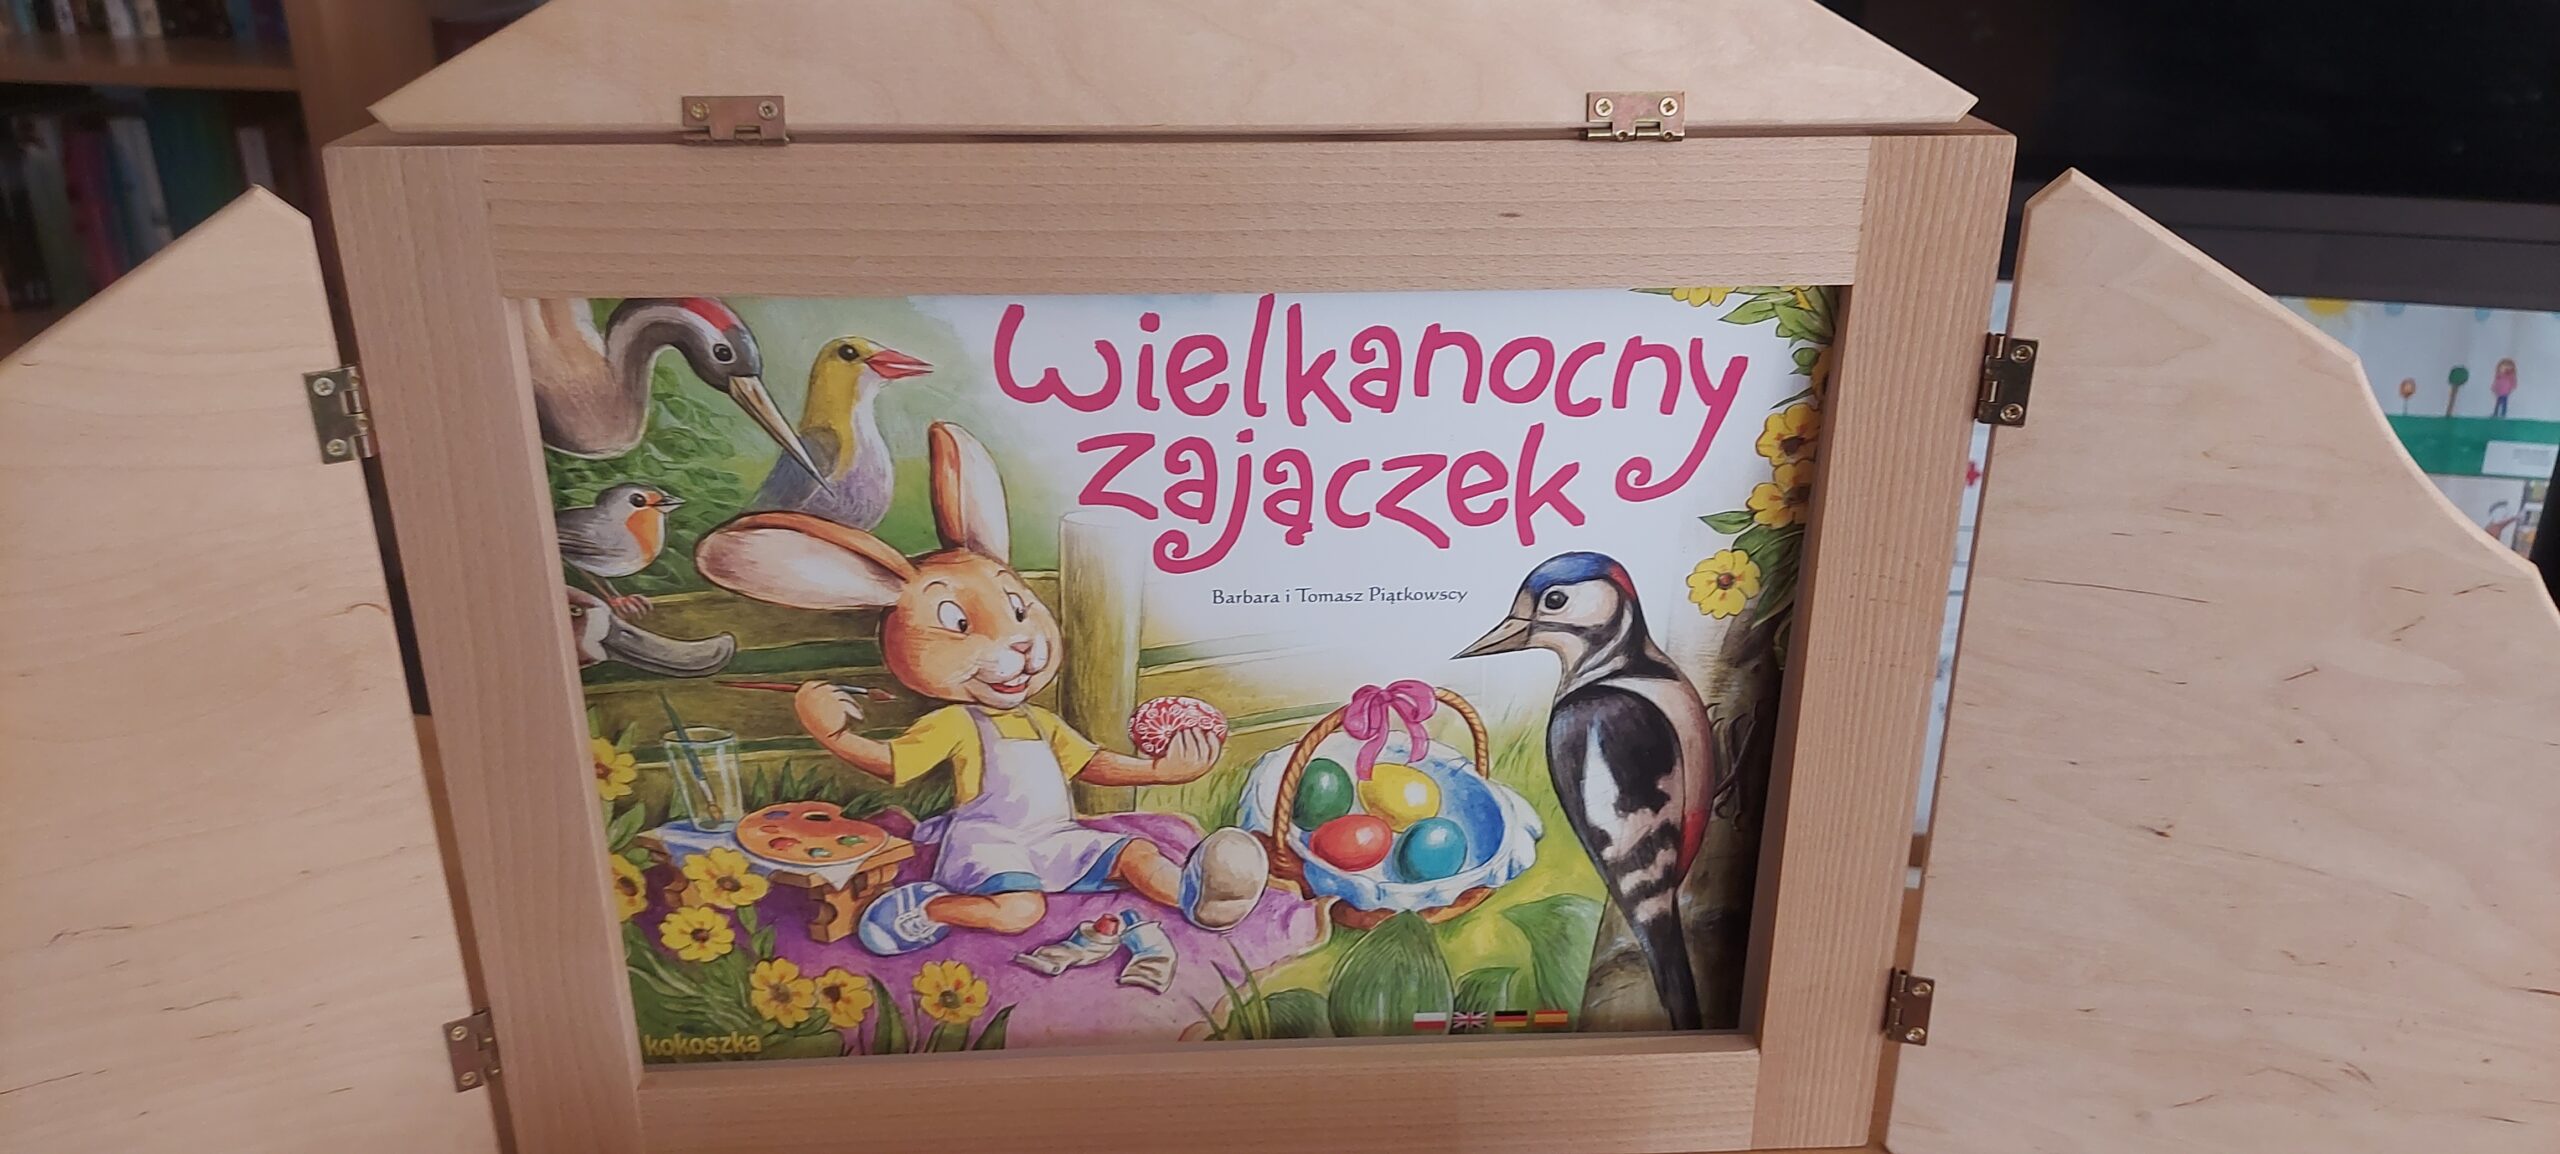 wielkanocny
zajączek
Barbara i Tomasz Piątkowscy
kokoszka